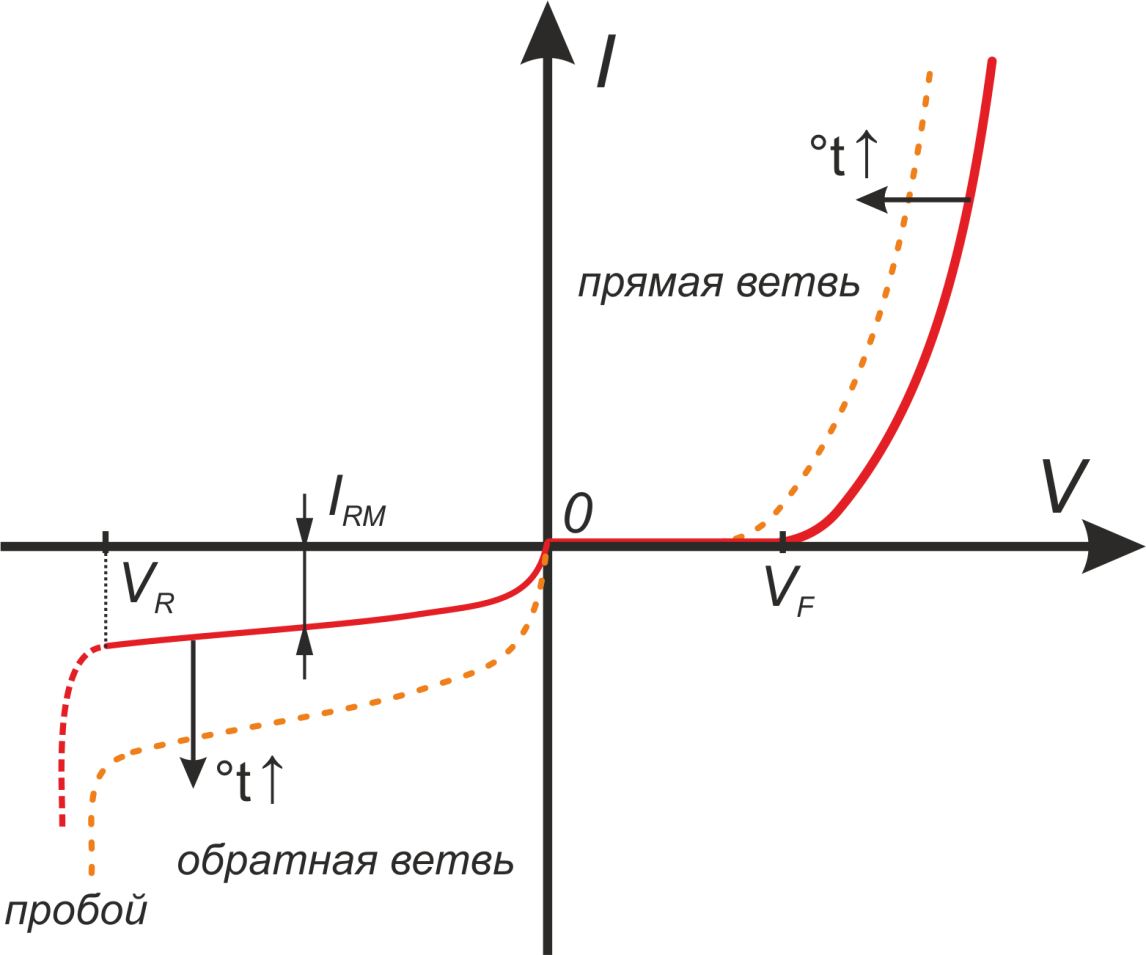 I
°t↑
прямая ветвь
I_RM
0
V
V_R
V_F
°t↑
обратная ветвь
пробой